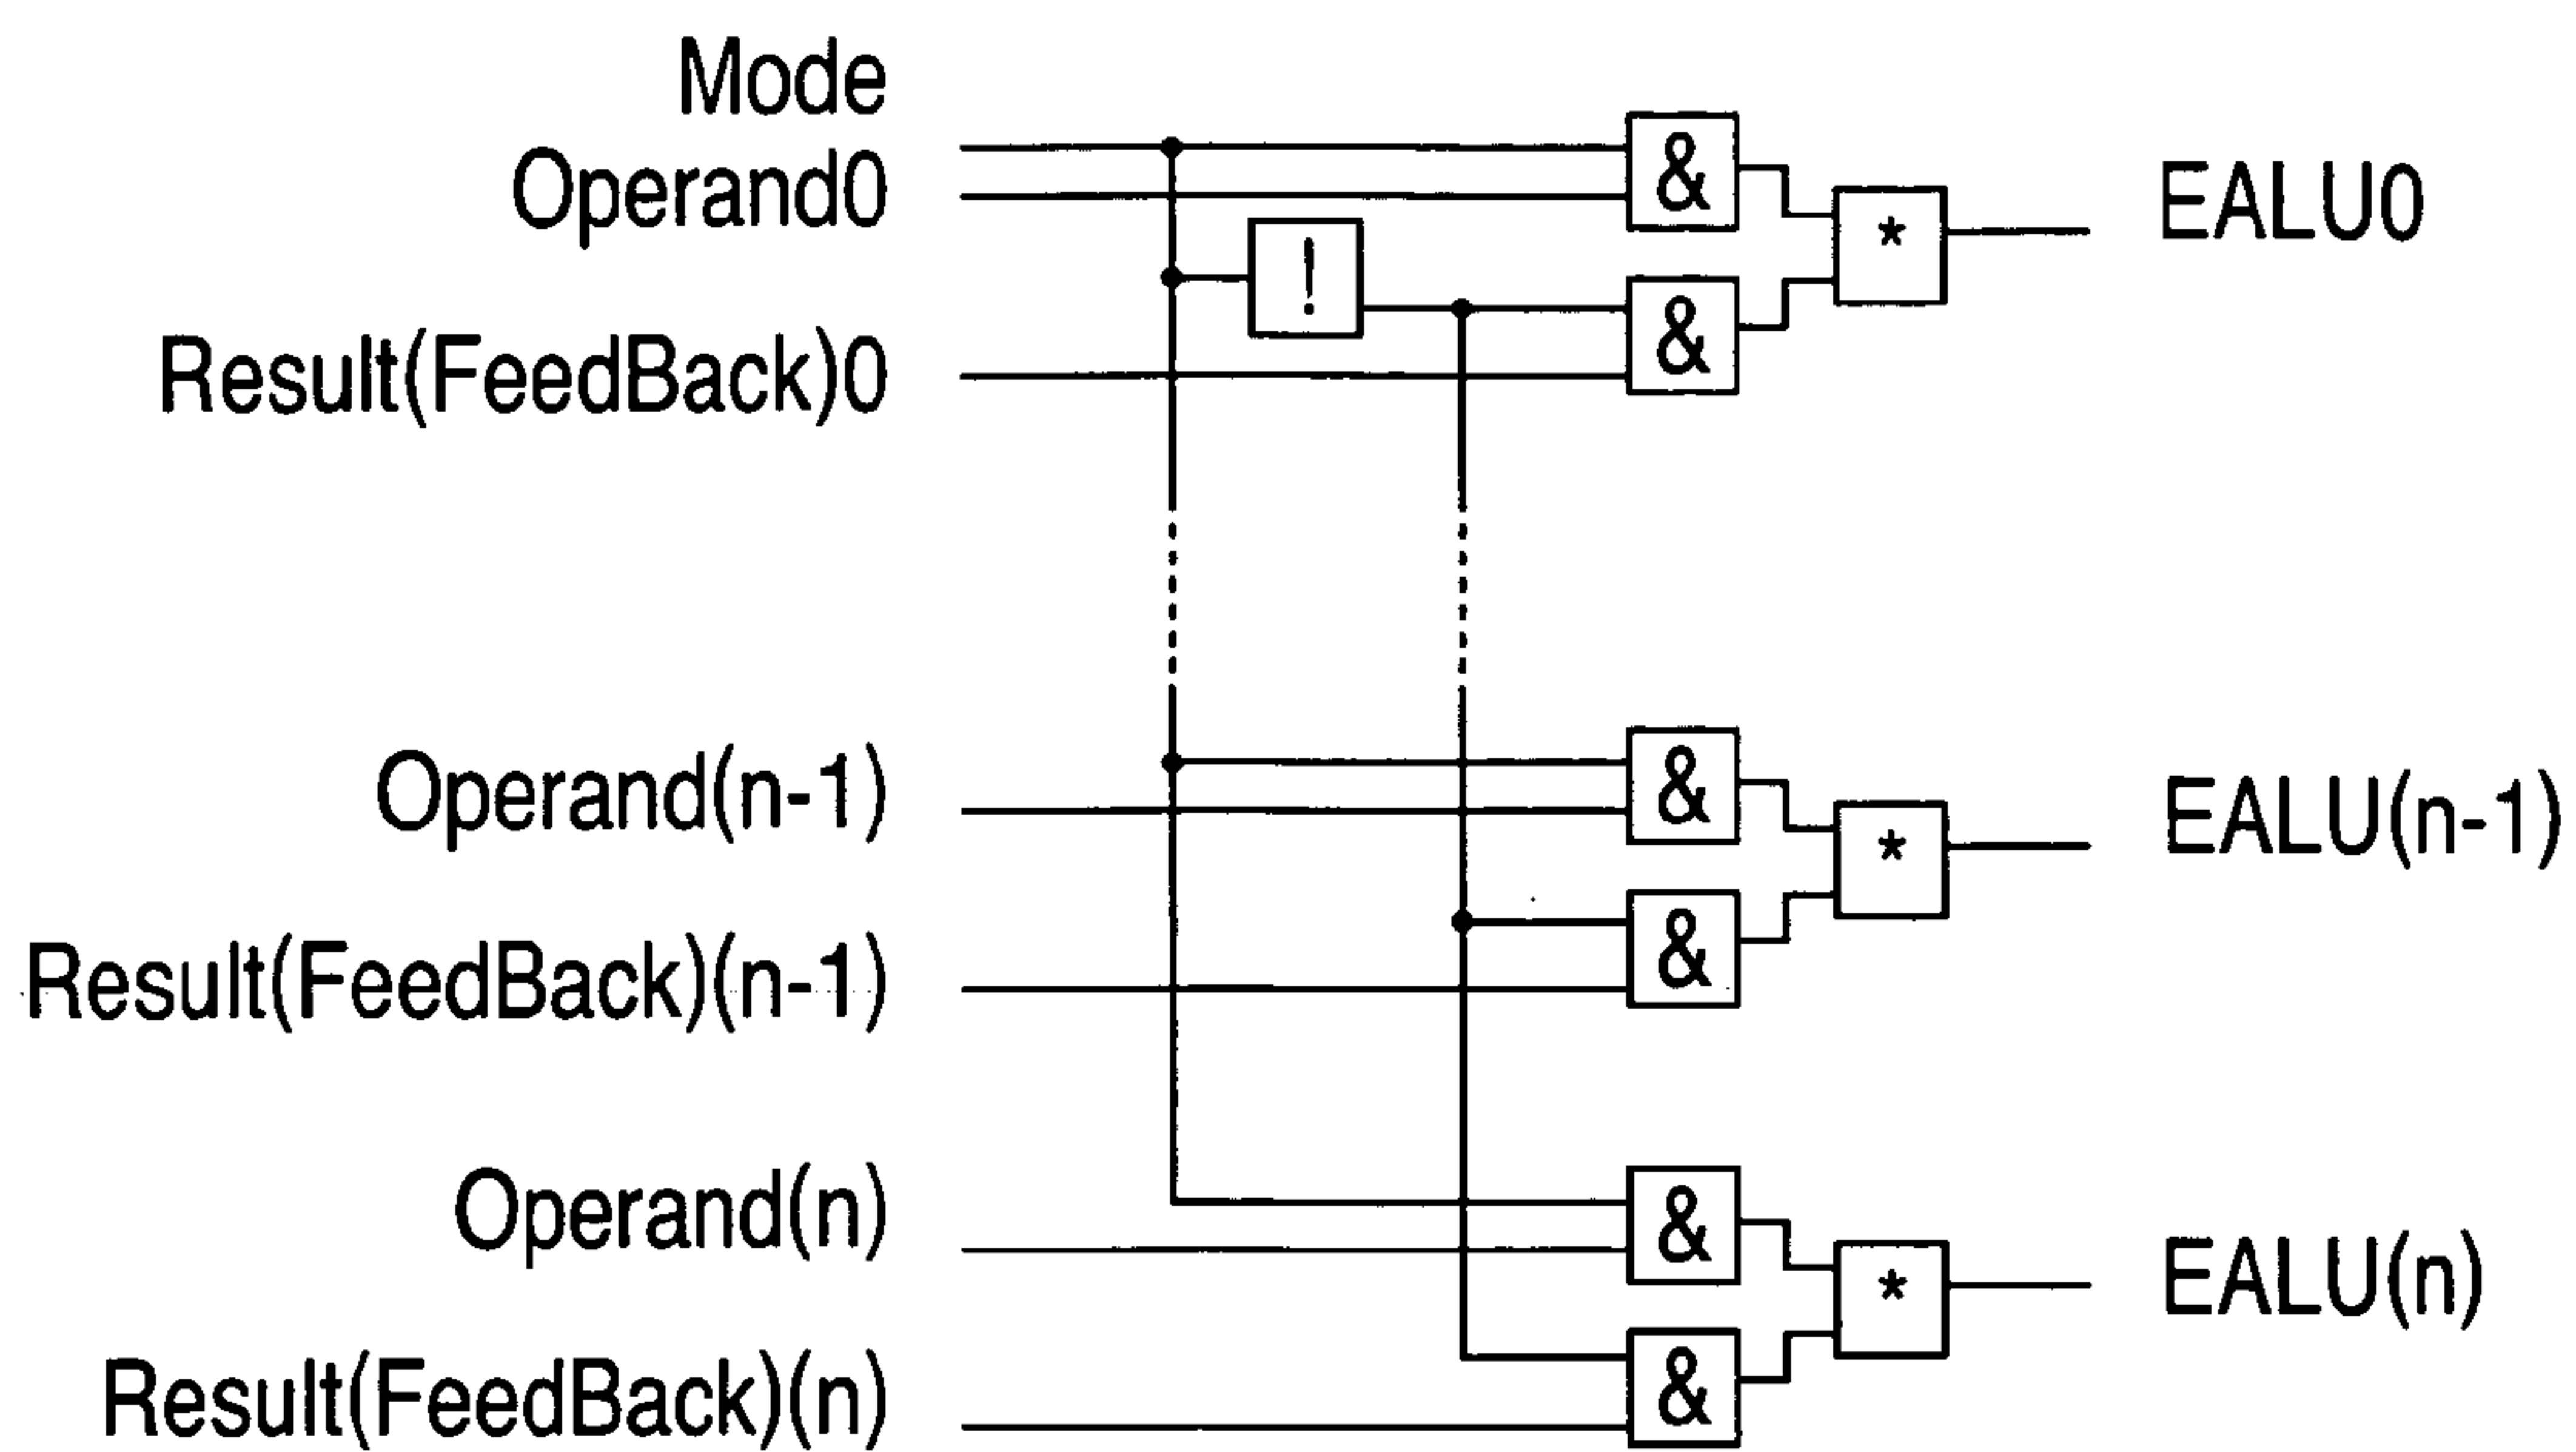 Mode
Operand0
&
*
EALU0
!
&
Result(FeedBack)0
Operand(n-1)
&
*
EALU(n-1)
&
Result(FeedBack)(n-1)
Operand(n)
&
*
EALU(n)
&
Result(FeedBack)(n)